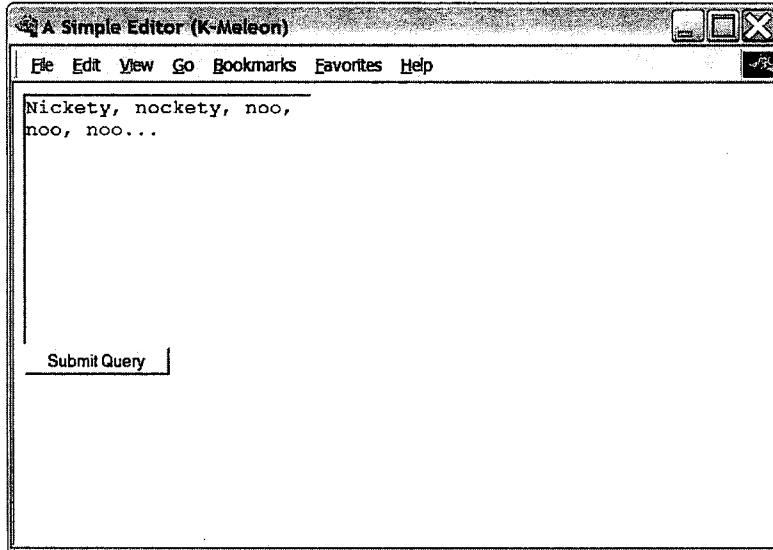 A Simple Editor (K-Meleon)
File Edit View Go Bookmarks Favorites Help
Nickety, nockety, noo,
noo, noo...
Submit Query